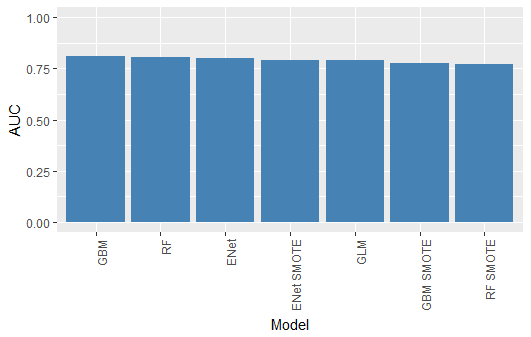 1.00
0.75
0.50
0.25
0.00
AUC
GBM
RF
ENet
ENet SMOTE
GLM
GBM SMOTE
RF SMOTE
Model